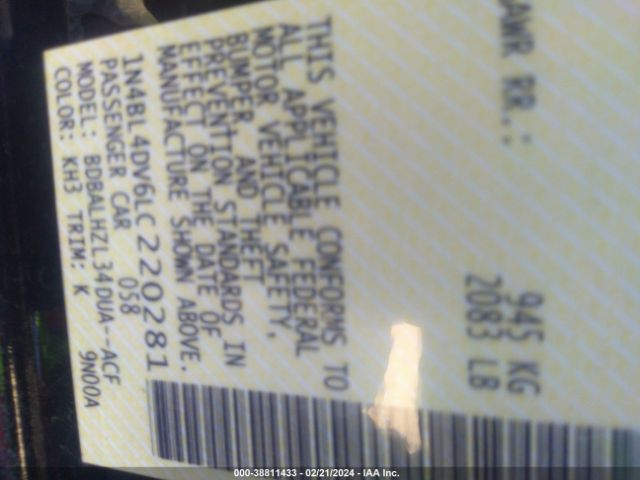 AWR RR.:
945 KG
2083 LB
THIS VEHICLE CONFORMS TO
ALL APPLICABLE FEDERAL
MOTOR VEHICLE SAFETY,
BUMPER, AND THEFT
PREVENTION STANDARDS IN
EFFECT ON THE DATE OF
MANUFACTURE SHOWN ABOVE.
1N4BL4DV6LC220281
PASSENGER CAR 058
MODEL: BDBALHZL34DUA--ACF
COLOR: KH3 TRIM: K 9N00A
000-38811433 - 02/21/2024 - IAA Inc.